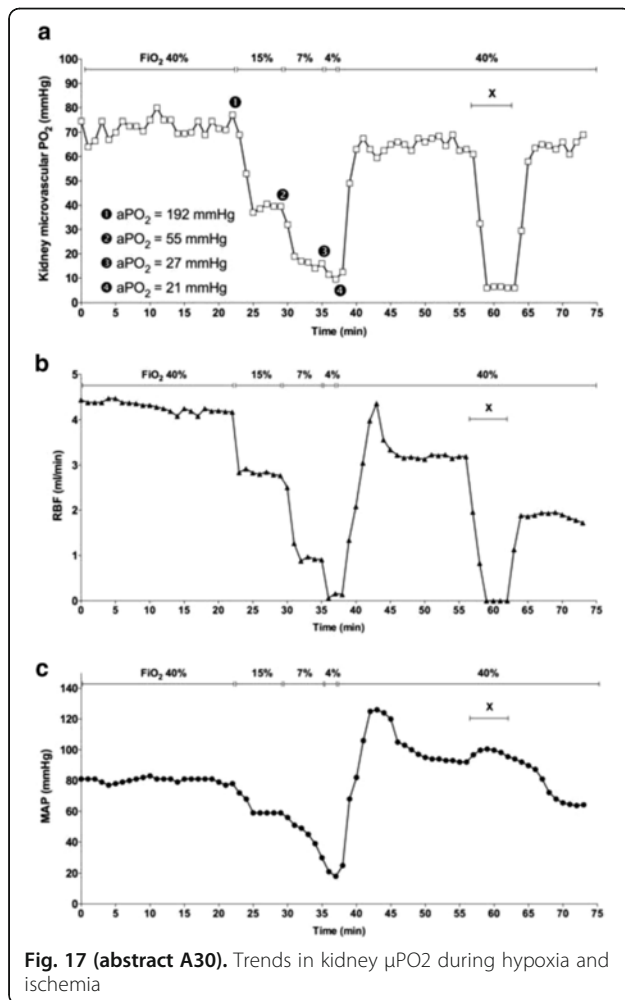 a
FiO2 40% 15% 7% 4% 40%
100
90
80
70
60
50
40
30
20
10
0
Kidney microvascular PO2 (mmHg)
X
1
2
3
4
❶ aPO2 = 192 mmHg
❷ aPO2 = 55 mmHg
❸ aPO2 = 27 mmHg
❹ aPO2 = 21 mmHg
0 5 10 15 20 25 30 35 40 45 50 55 60 65 70 75
Time (min)
b
FiO2 40% 15% 7% 4% 40%
5
4
3
2
1
0
RBF (ml/min)
X
0 5 10 15 20 25 30 35 40 45 50 55 60 65 70 75
Time (min)
c
FiO2 40% 15% 7% 4% 40%
140
120
100
80
60
40
20
0
MAP (mmHg)
X
0 5 10 15 20 25 30 35 40 45 50 55 60 65 70 75
Time (min)
Fig. 17 (abstract A30). Trends in kidney µPO2 during hypoxia and
ischemia